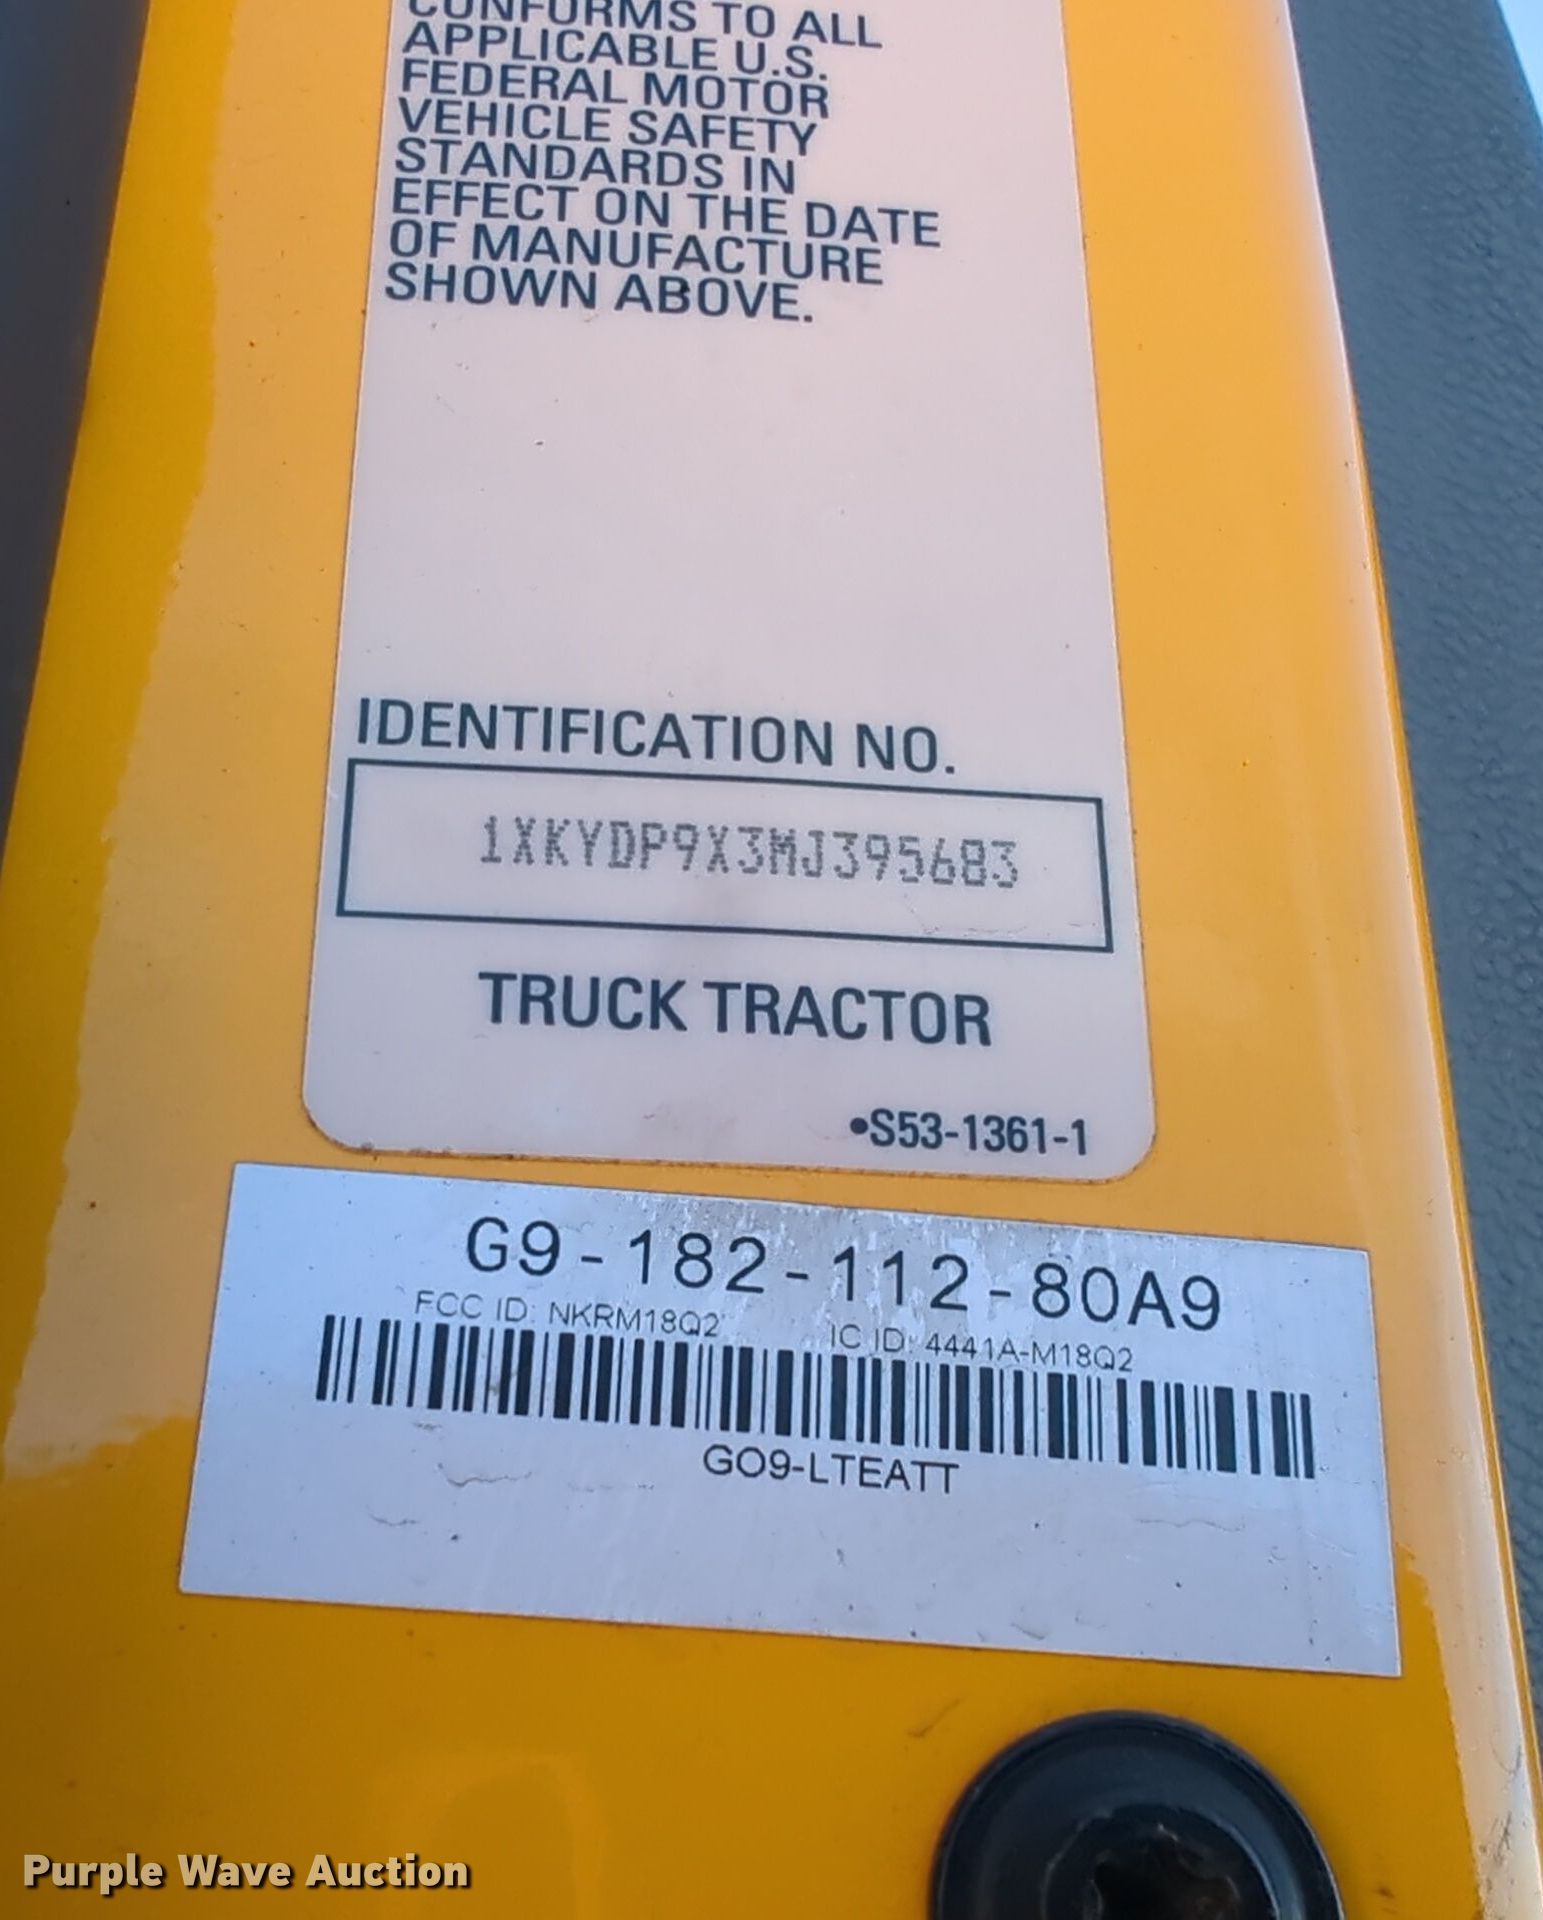 CONFORMS TO ALL
APPLICABLE U.S.
FEDERAL MOTOR
VEHICLE SAFETY
STANDARDS IN
EFFECT ON THE DATE
OF MANUFACTURE
SHOWN ABOVE.
IDENTIFICATION NO.
1XKYDP9X3MJ395683
TRUCK TRACTOR
•S53-1361-1
G9-182-112-80A9
FCC ID: NKRM18Q2 IC ID: 4441A-M18Q2
GO9-LTEATT
Purple Wave Auction